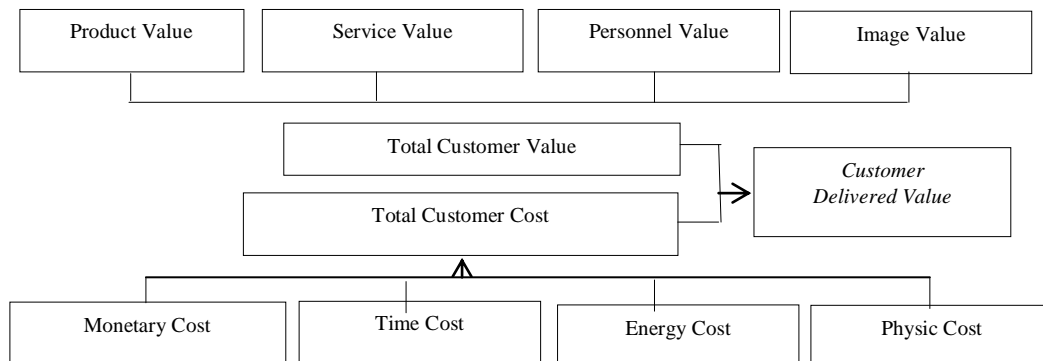 Product Value
Service Value
Personnel Value
Image Value
Total Customer Value
Customer
Delivered Value
Total Customer Cost
Monetary Cost
Time Cost
Energy Cost
Physic Cost